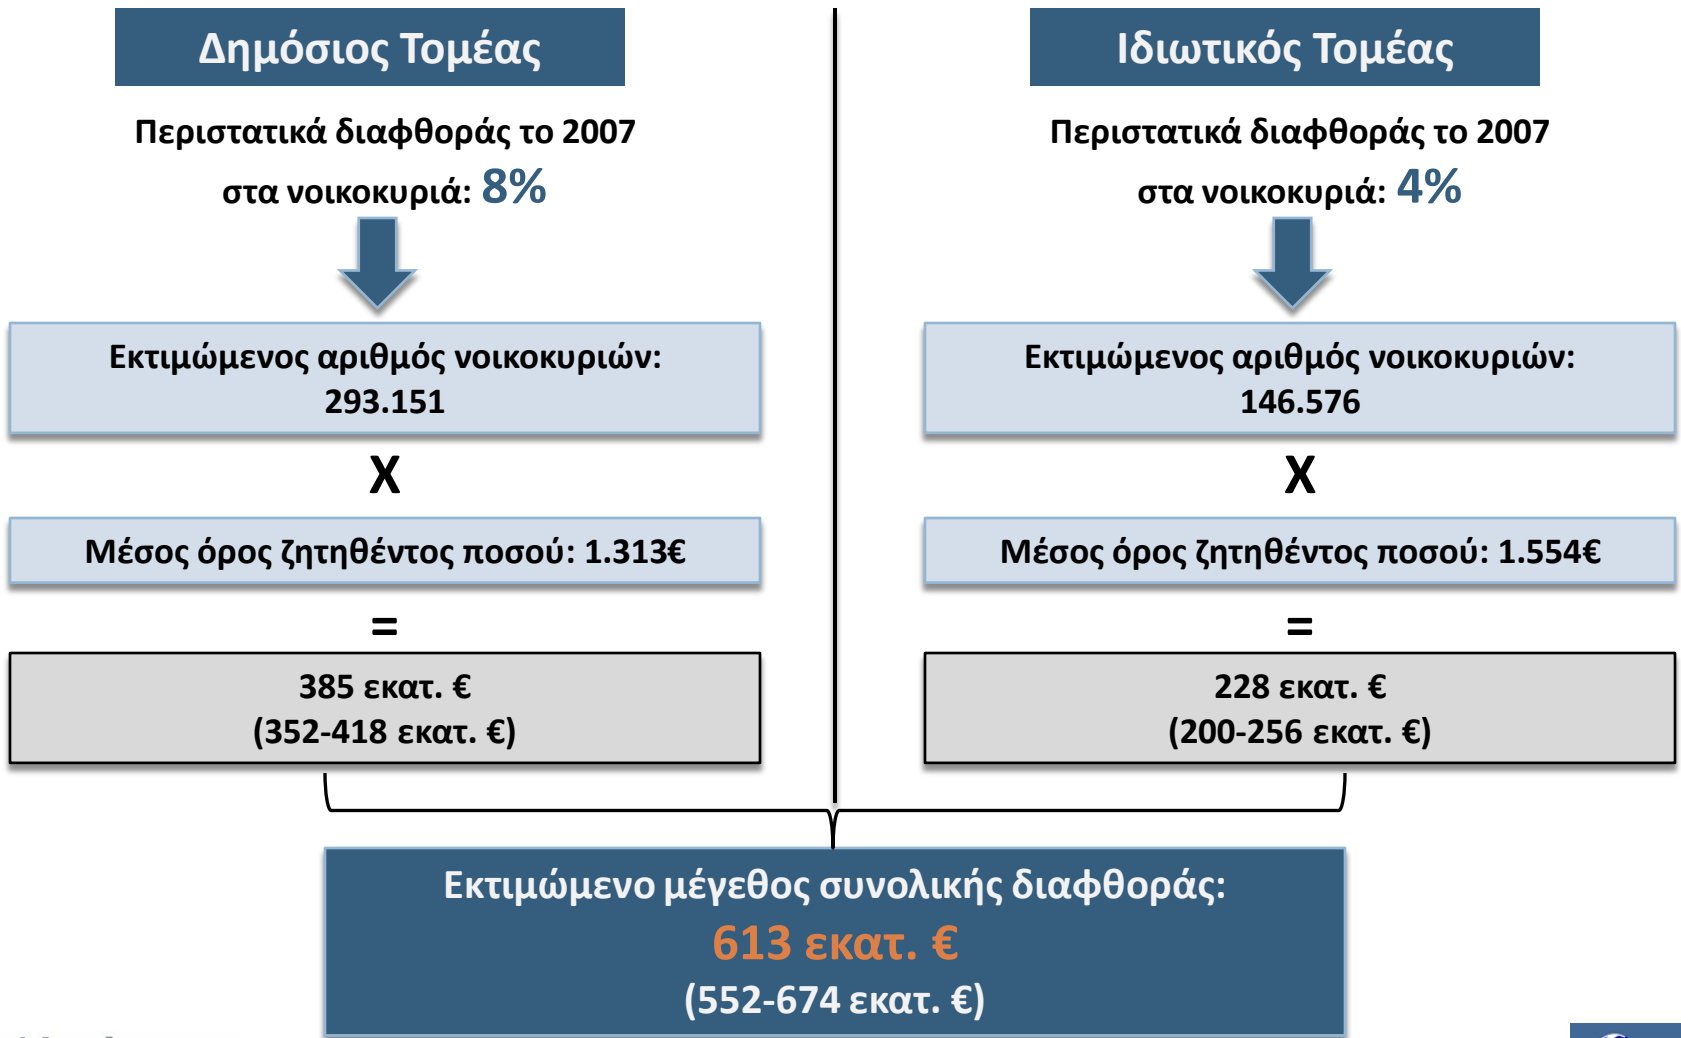 Δημόσιος Τομέας
Περιστατικά διαφθοράς το 2007
στα νοικοκυριά: 8%
Εκτιμώμενος αριθμός νοικοκυριών:
293.151
X
Μέσος όρος ζητηθέντος ποσού: 1.313€
=
385 εκατ. €
(352-418 εκατ. €)
Ιδιωτικός Τομέας
Περιστατικά διαφθοράς το 2007
στα νοικοκυριά: 4%
Εκτιμώμενος αριθμός νοικοκυριών:
146.576
X
Μέσος όρος ζητηθέντος ποσού: 1.554€
=
228 εκατ. €
(200-256 εκατ. €)
Εκτιμώμενο μέγεθος συνολικής διαφθοράς:
613 εκατ. €
(552-674 εκατ. €)